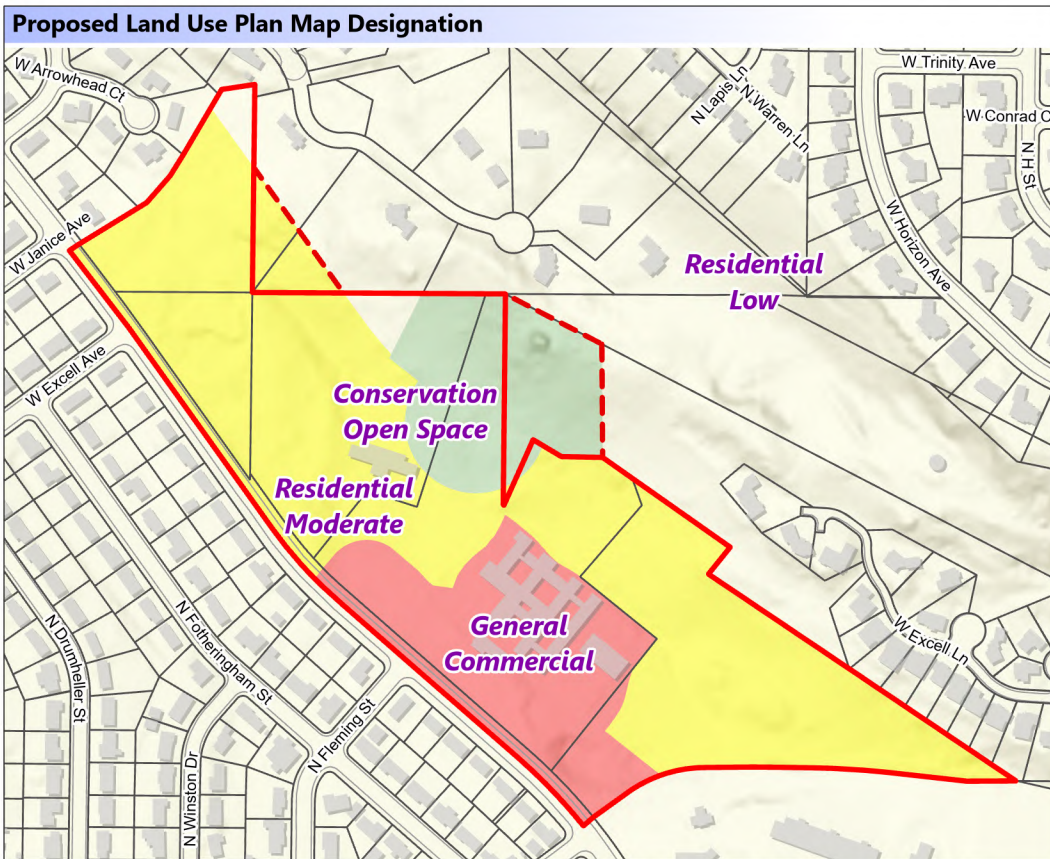 Proposed Land Use Plan Map Designation
W Arrowhead Ct
N Lapis Ln
N Warren Ln
W Trinity Ave
W Conrad C
N H St
W Janice Ave
W Horizon Ave
Residential
Low
W Excell Ave
Conservation
Open Space
Residential
Moderate
General
Commercial
W Excell Ln
N Drumheller St
N Fotheringham St
N Fleming St
N Winston Dr